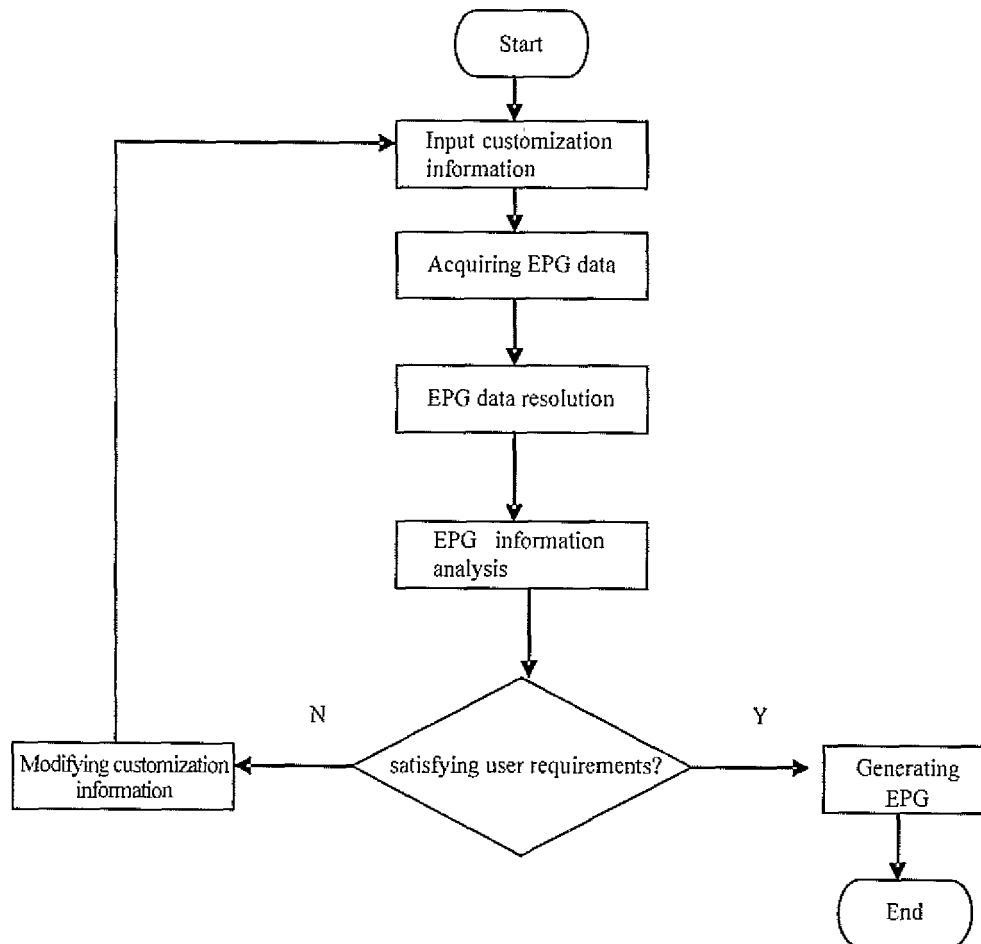 Start
Input customization
information
Acquiring EPG data
EPG data resolution
EPG information
analysis
N
Y
satisfying user requirements?
Modifying customization
information
Generating
EPG
End